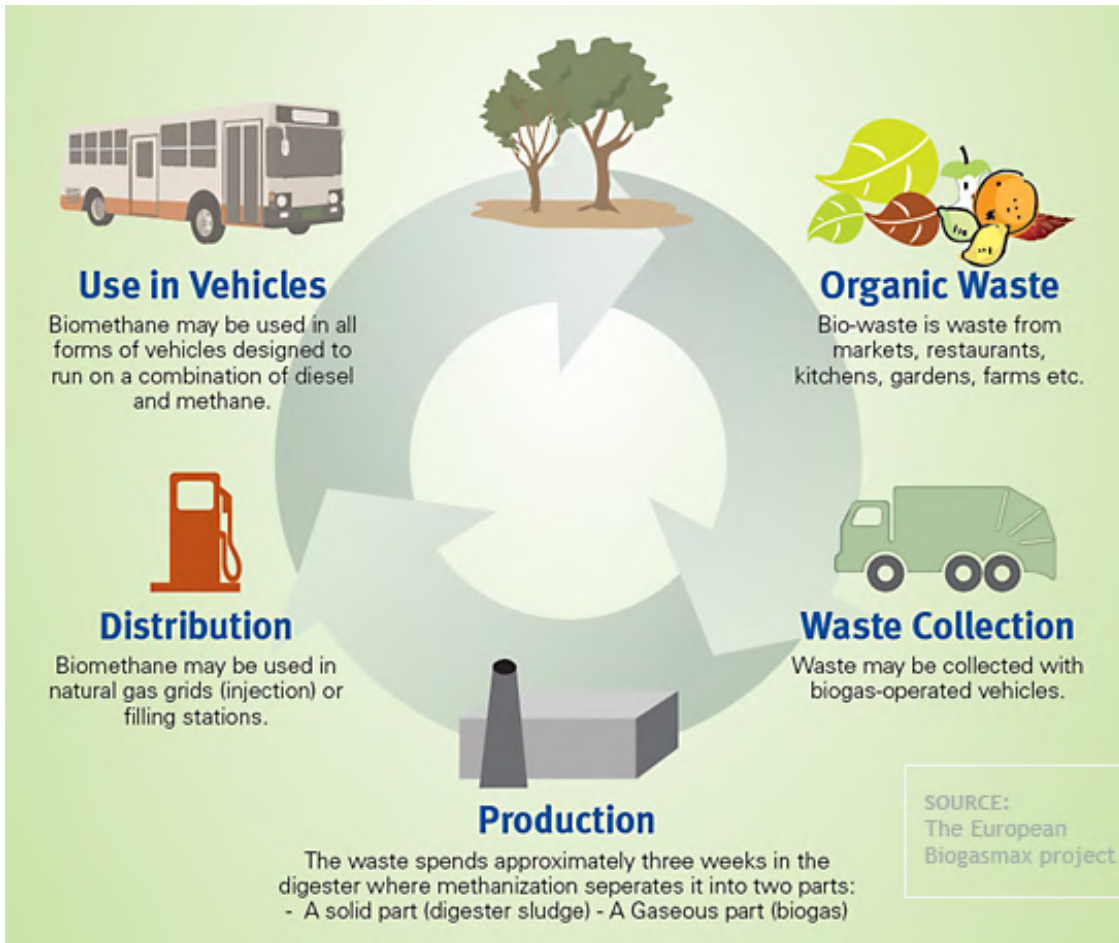 Use in Vehicles
Biomethane may be used in all
forms of vehicles designed to
run on a combination of diesel
and methane.
Organic Waste
Bio-waste is waste from
markets, restaurants,
kitchens, gardens, farms etc.
Distribution
Biomethane may be used in
natural gas grids (injection) or
filling stations.
Waste Collection
Waste may be collected with
biogas-operated vehicles.
Production
The waste spends approximately three weeks in the
digester where methanization seperates it into two parts:
- A solid part (digester sludge) - A Gaseous part (biogas)
SOURCE:
The European
Biogasmax project